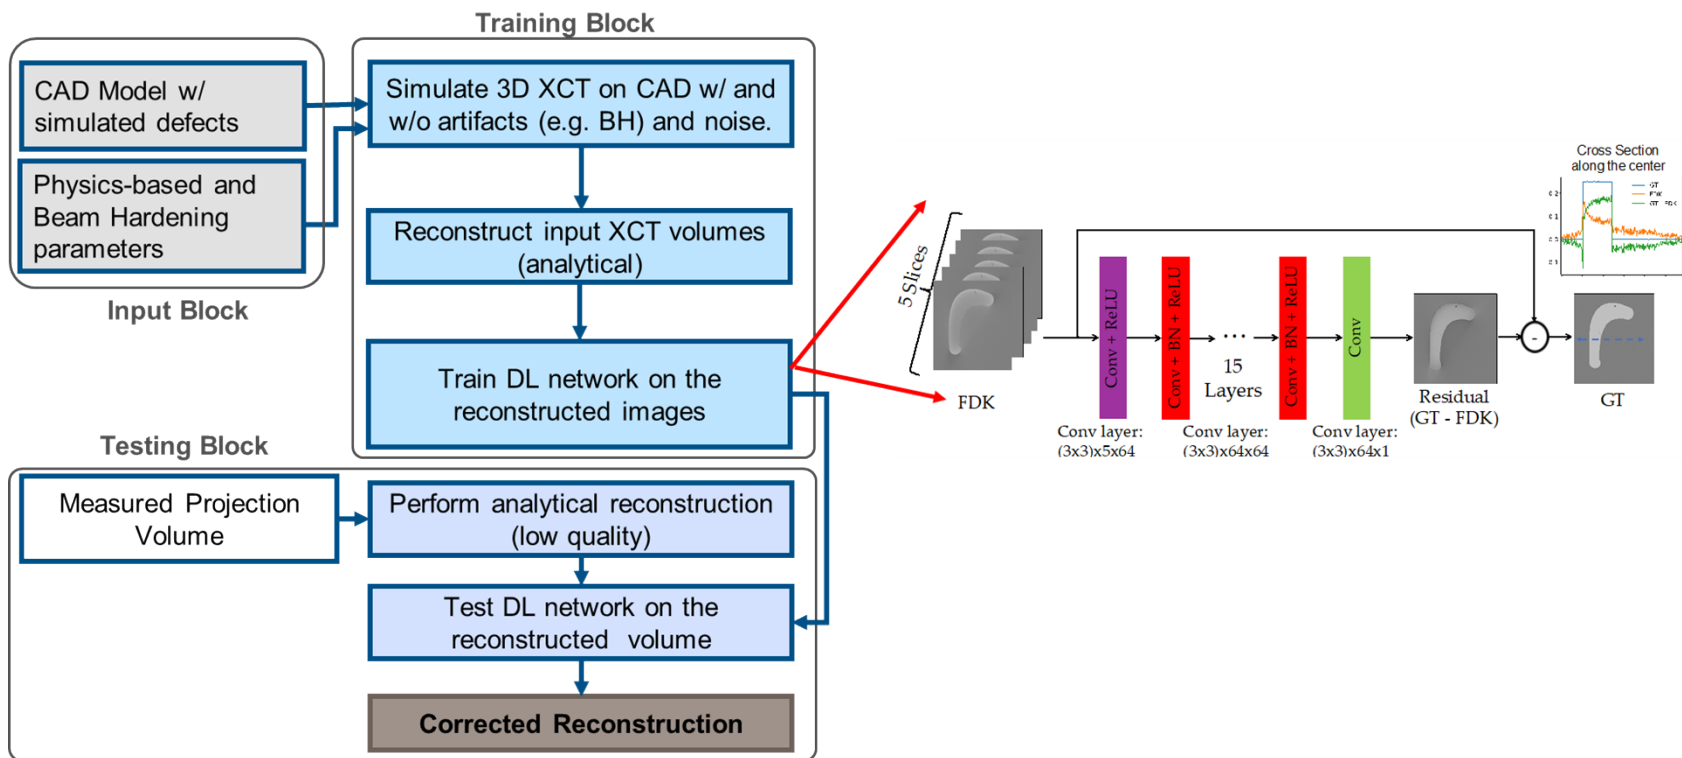 Training Block
CAD Model w/
simulated defects
Physics-based and
Beam Hardening
parameters
Input Block
Simulate 3D XCT on CAD w/ and
w/o artifacts (e.g. BH) and noise.
Reconstruct input XCT volumes
(analytical)
Train DL network on the
reconstructed images
Testing Block
Measured Projection
Volume
Perform analytical reconstruction
(low quality)
Test DL network on the
reconstructed volume
Corrected Reconstruction
5 Slices
FDK
Conv + ReLU
Conv + BN + ReLU
...
15
Layers
Conv + BN + ReLU
Conv
Conv layer:
(3x3)x5x64
Conv layer:
(3x3)x64x64
Conv layer:
(3x3)x64x1
Residual
(GT - FDK)
-
GT
Cross Section
along the center
GT
FDK
GT - FDK